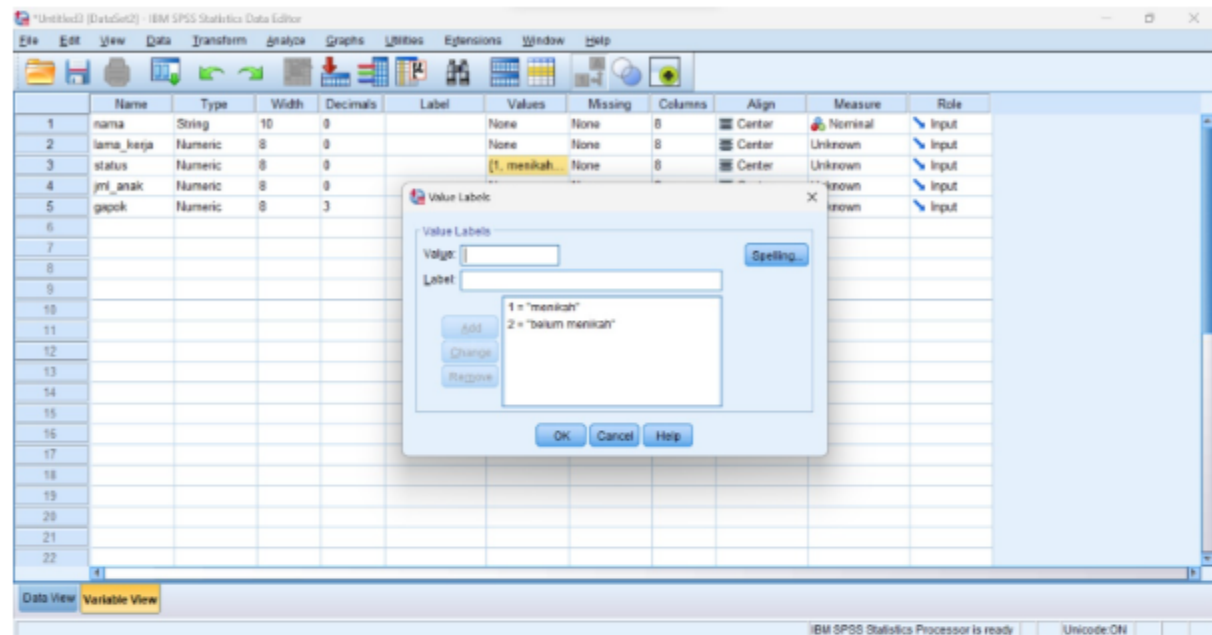 *Untitled3 [DataSet2] - IBM SPSS Statistics Data Editor
File Edit View Data Transform Analyze Graphs Utilities Extensions Window Help
Name Type Width Decimals Label Values Missing Columns Align Measure Role
1 nama String 10 0 None None 8 Center Nominal Input
2 lama_kerja Numeric 8 0 None None 8 Center Unknown Input
3 status Numeric 8 0 {1, menikah... None 8 Center Unknown Input
4 jml_anak Numeric 8 0 Input
5 gapok Numeric 8 3 Input
6
7
8
9
10
11
12
13
14
15
16
17
18
19
20
21
22
Value Labels
Value Labels
Value:
Spelling...
Label:
1 = "menikah"
2 = "belum menikah"
Add
Change
Remove
OK Cancel Help
Data View Variable View
IBM SPSS Statistics Processor is ready Unicode:ON